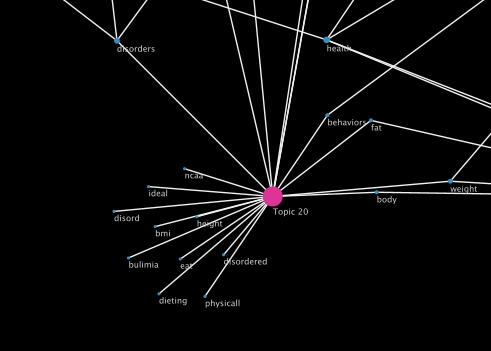 disorders
health
behaviors
fat
ncaa
ideal
weight
body
disord
Topic 20
height
bmi
bulimia
eat
disordered
dieting
physicall